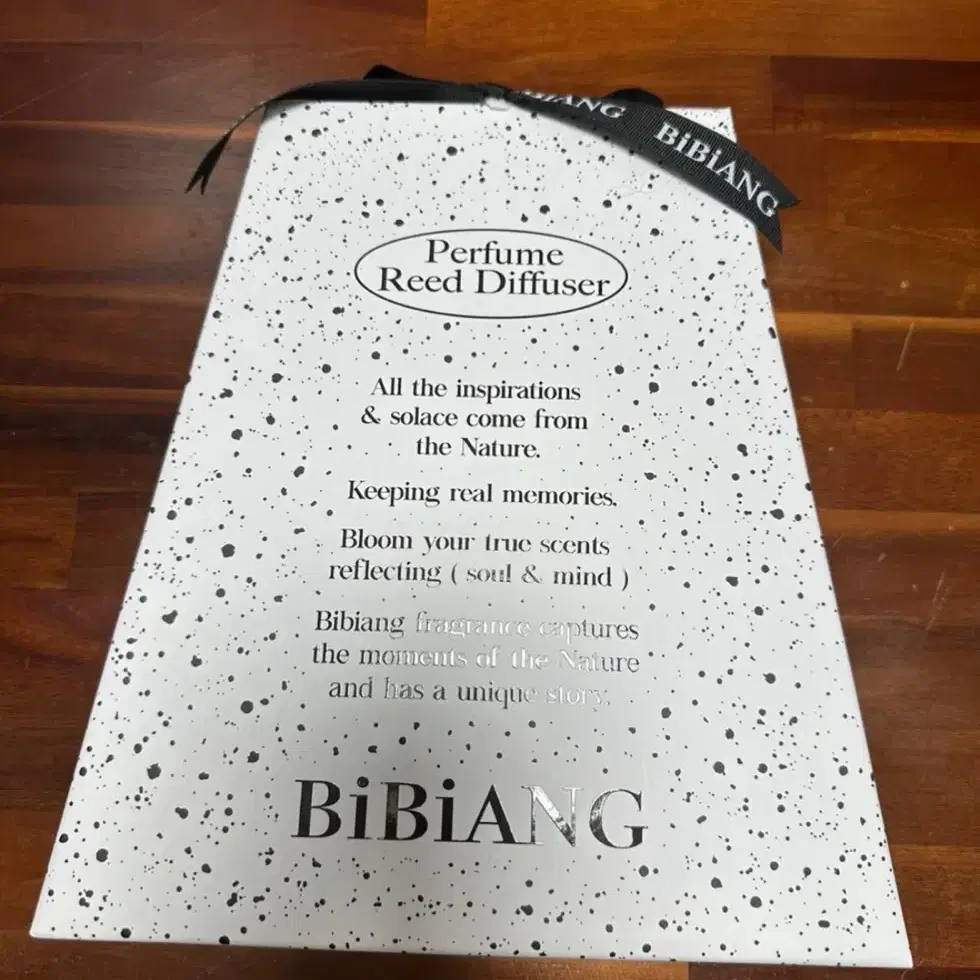 BiBiANG
Perfume
Reed Diffuser
All the inspirations
& solace come from
the Nature.
Keeping real memories.
Bloom your true scents
reflecting ( soul & mind )
Bibiang fragrance captures
the moments of the Nature
and has a unique story.
BiBiANG